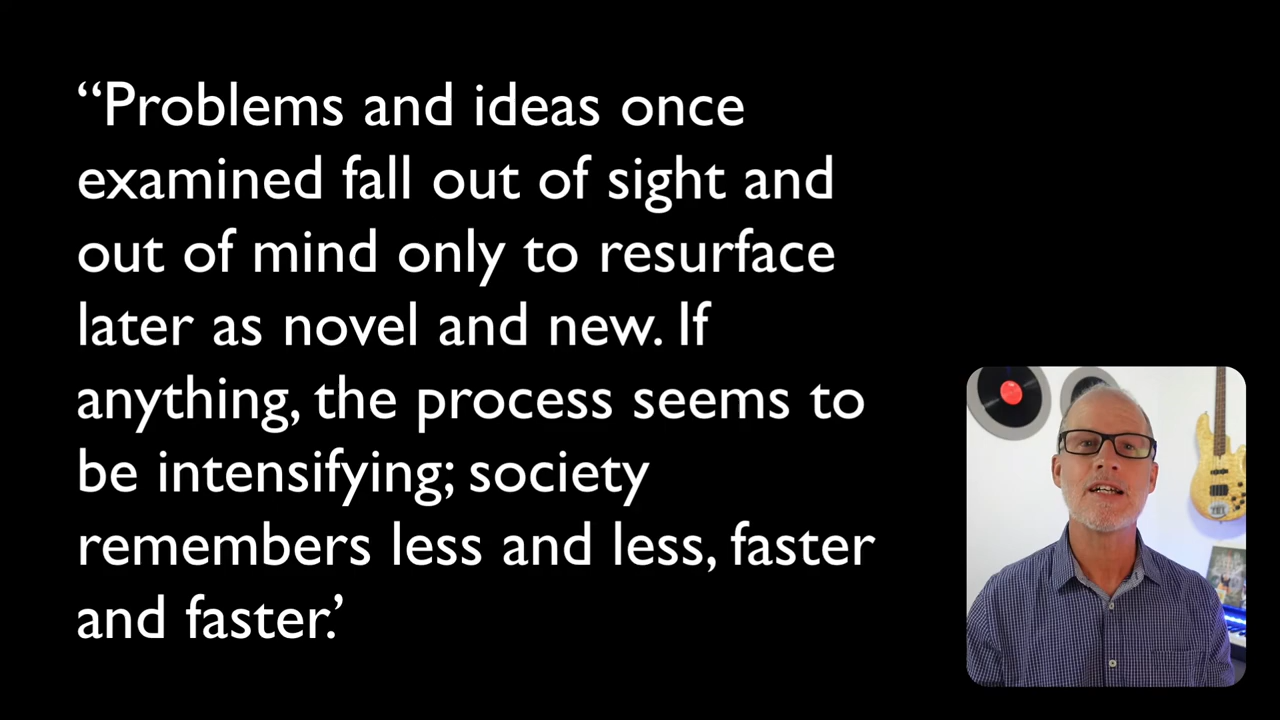 “Problems and ideas once
examined fall out of sight and
out of mind only to resurface
later as novel and new. If
anything, the process seems to
be intensifying; society
remembers less and less, faster
and faster.’